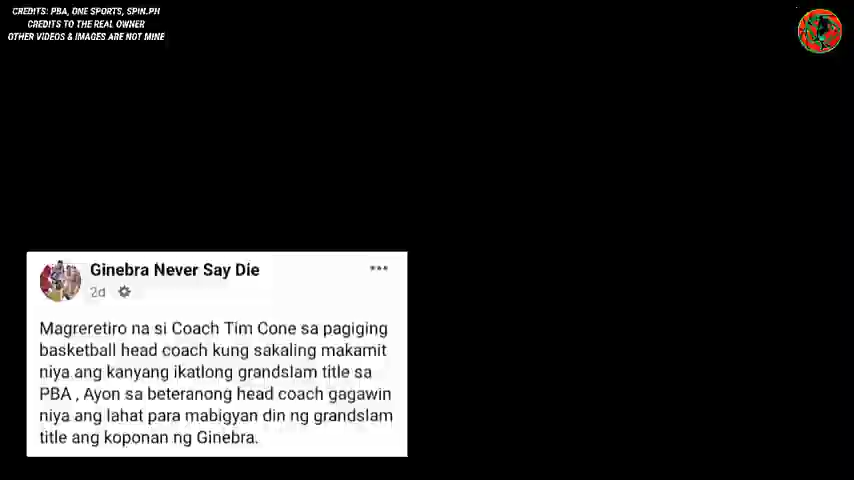 CREDITS: PBA, ONE SPORTS, SPIN.PH
CREDITS TO THE REAL OWNER
OTHER VIDEOS & IMAGES ARE NOT MINE
Ginebra Never Say Die
2d
Magreretiro na si Coach Tim Cone sa pagiging
basketball head coach kung sakaling makamit
niya ang kanyang ikatlong grandslam title sa
PBA , Ayon sa beteranong head coach gagawin
niya ang lahat para mabigyan din ng grandslam
title ang koponan ng Ginebra.